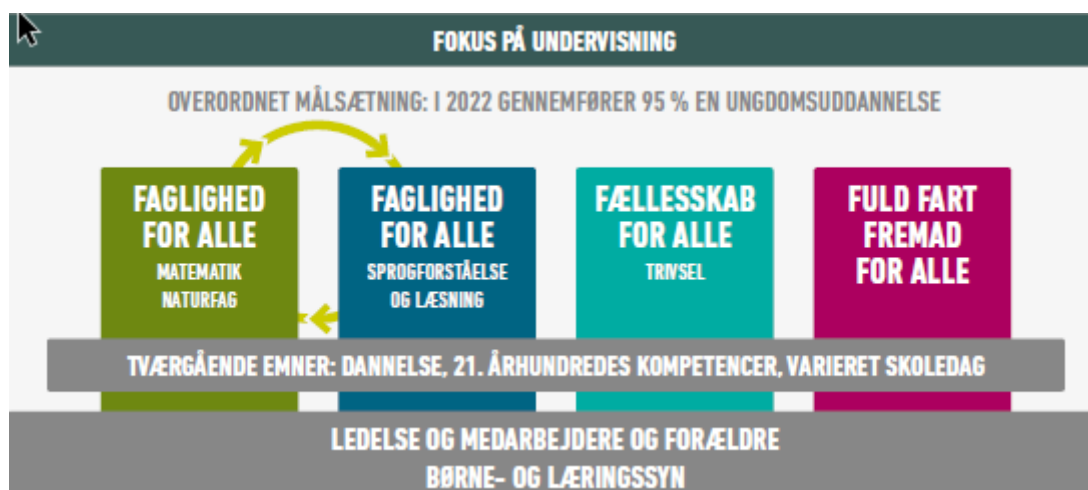 FOKUS PÅ UNDERVISNING
OVERORDNET MÅLSÆTNING: I 2022 GENNEMFØRER 95 % EN UNGDOMSUDDANNELSE
FAGLIGHED
FOR ALLE
MATEMATIK
NATURFAG
FAGLIGHED
FOR ALLE
SPROGFORSTÅELSE
OG LÆSNING
FÆLLESSKAB
FOR ALLE
TRIVSEL
FULD FART
FREMAD
FOR ALLE
TVÆRGÅENDE EMNER: DANNELSE, 21. ÅRHUNDREDES KOMPETENCER, VARIERET SKOLEDAG
LEDELSE OG MEDARBEJDERE OG FORÆLDRE
BØRNE- OG LÆRINGSSYN